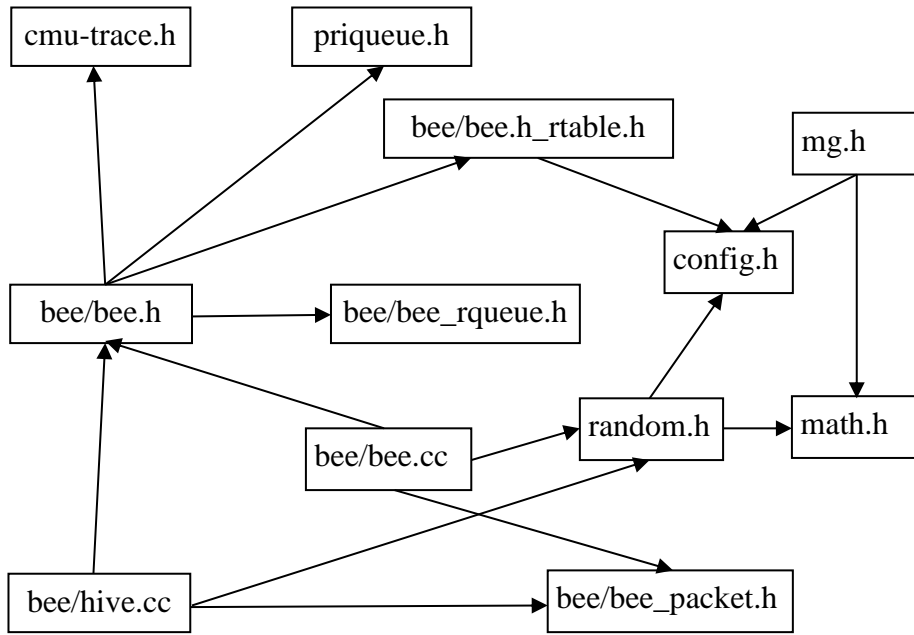 cmu-trace.h
priqueue.h
bee/bee.h_rtable.h
mg.h
config.h
bee/bee.h
bee/bee_rqueue.h
random.h
math.h
bee/bee.cc
bee/hive.cc
bee/bee_packet.h